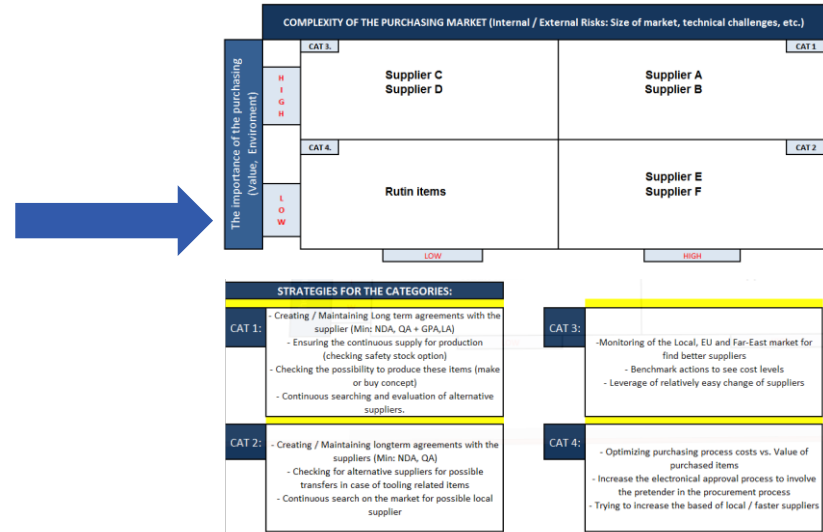 COMPLEXITY OF THE PURCHASING MARKET (Internal / External Risks: Size of market, technical challenges, etc.)
The importance of the purchasing
(Value, Enviroment)
CAT 3.
CAT 1
H
I
G
H
Supplier C
Supplier D
Supplier A
Supplier B
CAT 4.
CAT 2
L
O
W
Rutin items
Supplier E
Supplier F
LOW
HIGH
STRATEGIES FOR THE CATEGORIES:
CAT 1:
- Creating / Maintaining Long term agreements with the
supplier (Min: NDA, QA + GPA,LA)
- Ensuring the continuous supply for production
(checking safety stock option)
- Checking the possibility to produce these items (make
or buy concept)
- Continuous searching and evaluation of alternative
suppliers.
CAT 3:
-Monitoring of the Local, EU and Far-East market for
find better suppliers
- Benchmark actions to see cost levels
- Leverage of relatively easy change of suppliers
CAT 2:
- Creating / Maintaining longterm agreements with the
suppliers (Min: NDA, QA)
- Checking for alternative suppliers for possible
transfers in case of tooling related items
- Continuous search on the market for possible local
supplier
CAT 4:
- Optimizing purchasing process costs vs. Value of
purchased items
- Increase the electronical approval process to involve
the pretender in the procurement process
- Trying to increase the based of local / faster suppliers